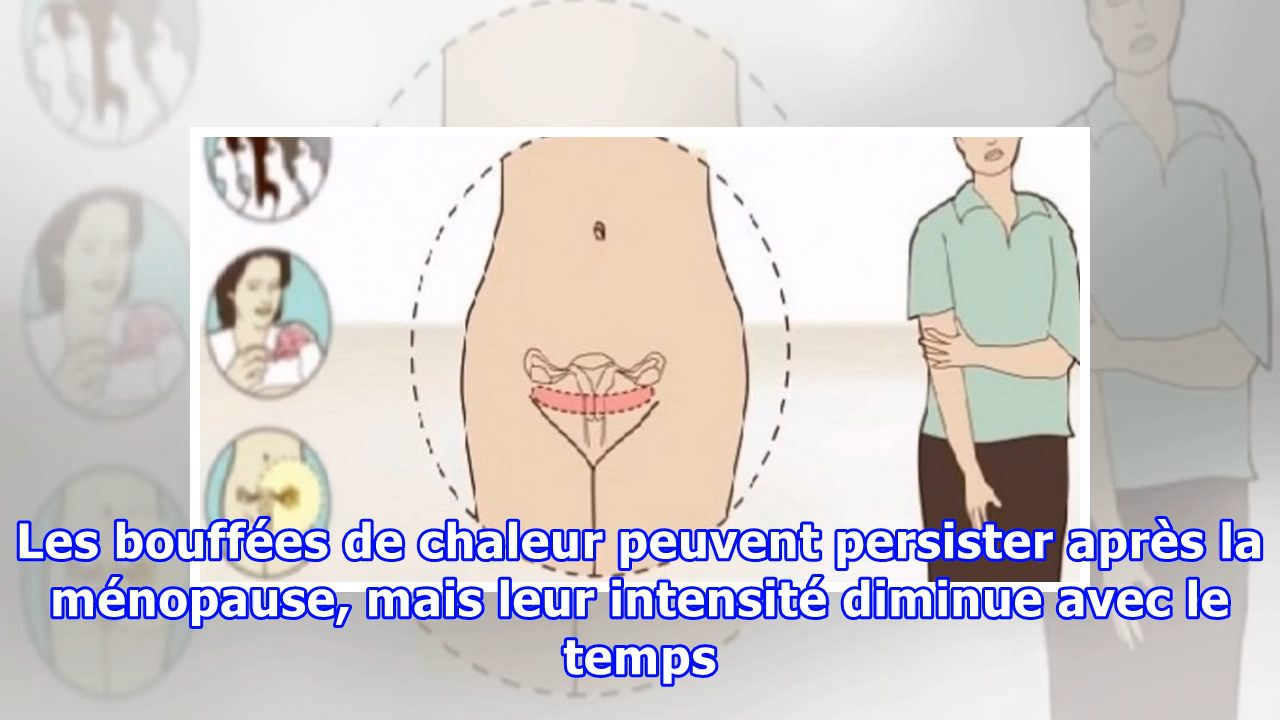 Les bouffées de chaleur peuvent persister après la
ménopause, mais leur intensité diminue avec le
temps